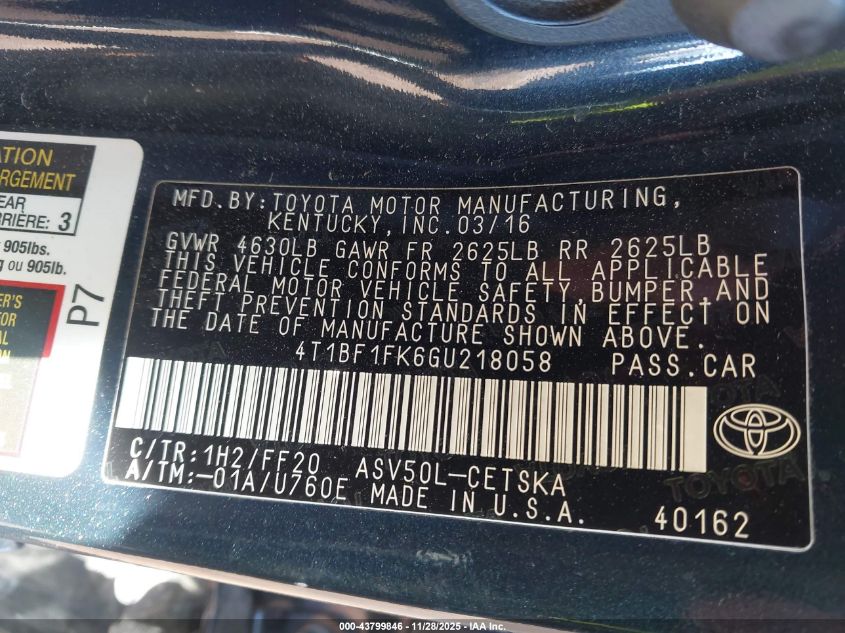 ATION
RGEMENT
EAR
RRIÈRE: 3
r 905lbs.
g ou 905lb.
P7
MFD. BY: TOYOTA MOTOR MANUFACTURING,
KENTUCKY, INC. 03/16
GVWR 4630LB GAWR FR 2625LB RR 2625LB
THIS VEHICLE CONFORMS TO ALL APPLICABLE
FEDERAL MOTOR VEHICLE SAFETY, BUMPER, AND
THEFT PREVENTION STANDARDS IN EFFECT ON
THE DATE OF MANUFACTURE SHOWN ABOVE.
4T1BF1FK6GU218058 PASS. CAR
C/TR: 1H2/FF20 ASV50L-CETSKA
A/TM:-01A/U760E MADE IN U.S.A.
40162
TOYOTA
000-43799846 - 11/28/2025 - IAA Inc.